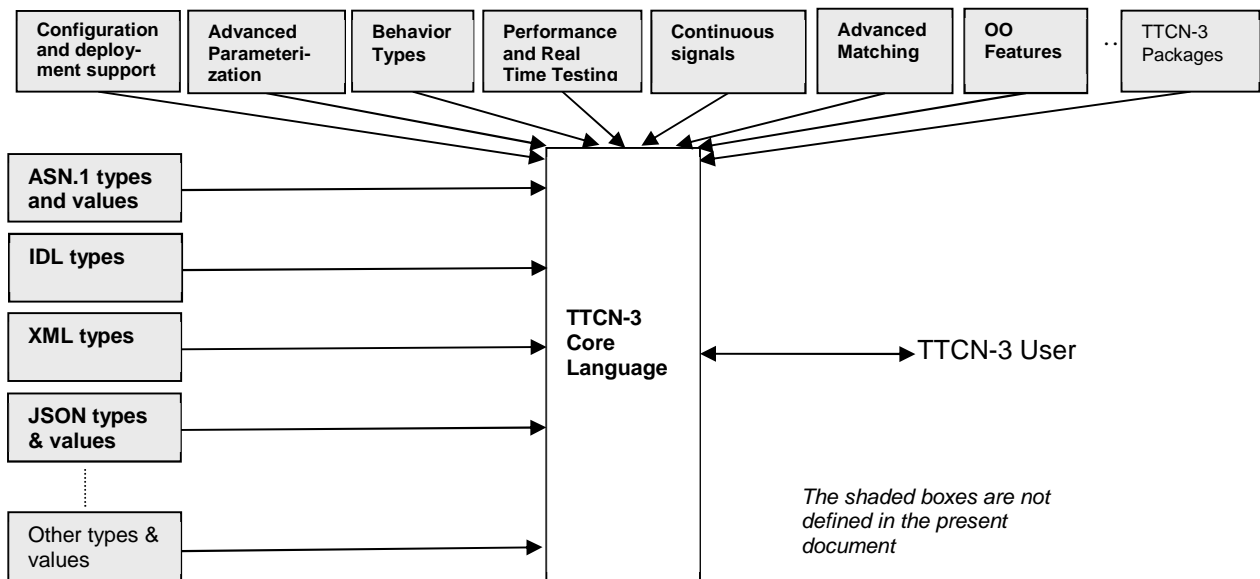 Configuration
and deploy-
ment support
Advanced
Parameteri-
zation
Behavior
Types
Performance
and Real
Time Testing
Continuous
signals
Advanced
Matching
OO
Features
..
TTCN-3
Packages
ASN.1 types
and values
IDL types
XML types
JSON types
& values
Other types &
values
TTCN-3
Core
Language
TTCN-3 User
The shaded boxes are not
defined in the present
document